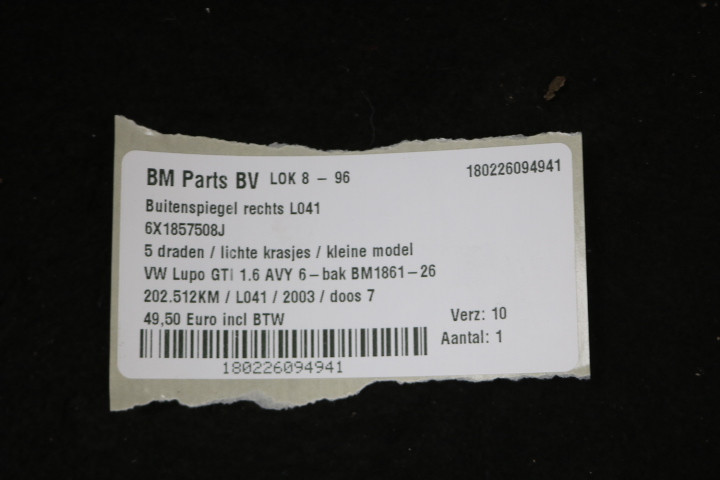 BM Parts BV LOK 8 - 96 180226094941
Buitenspiegel rechts L041
6X1857508J
5 draden / lichte krasjes / kleine model
VW Lupo GTI 1.6 AVY 6-bak BM1861-26
202.512KM / L041 / 2003 / doos 7
49,50 Euro incl BTW Verz: 10
Aantal: 1
180226094941